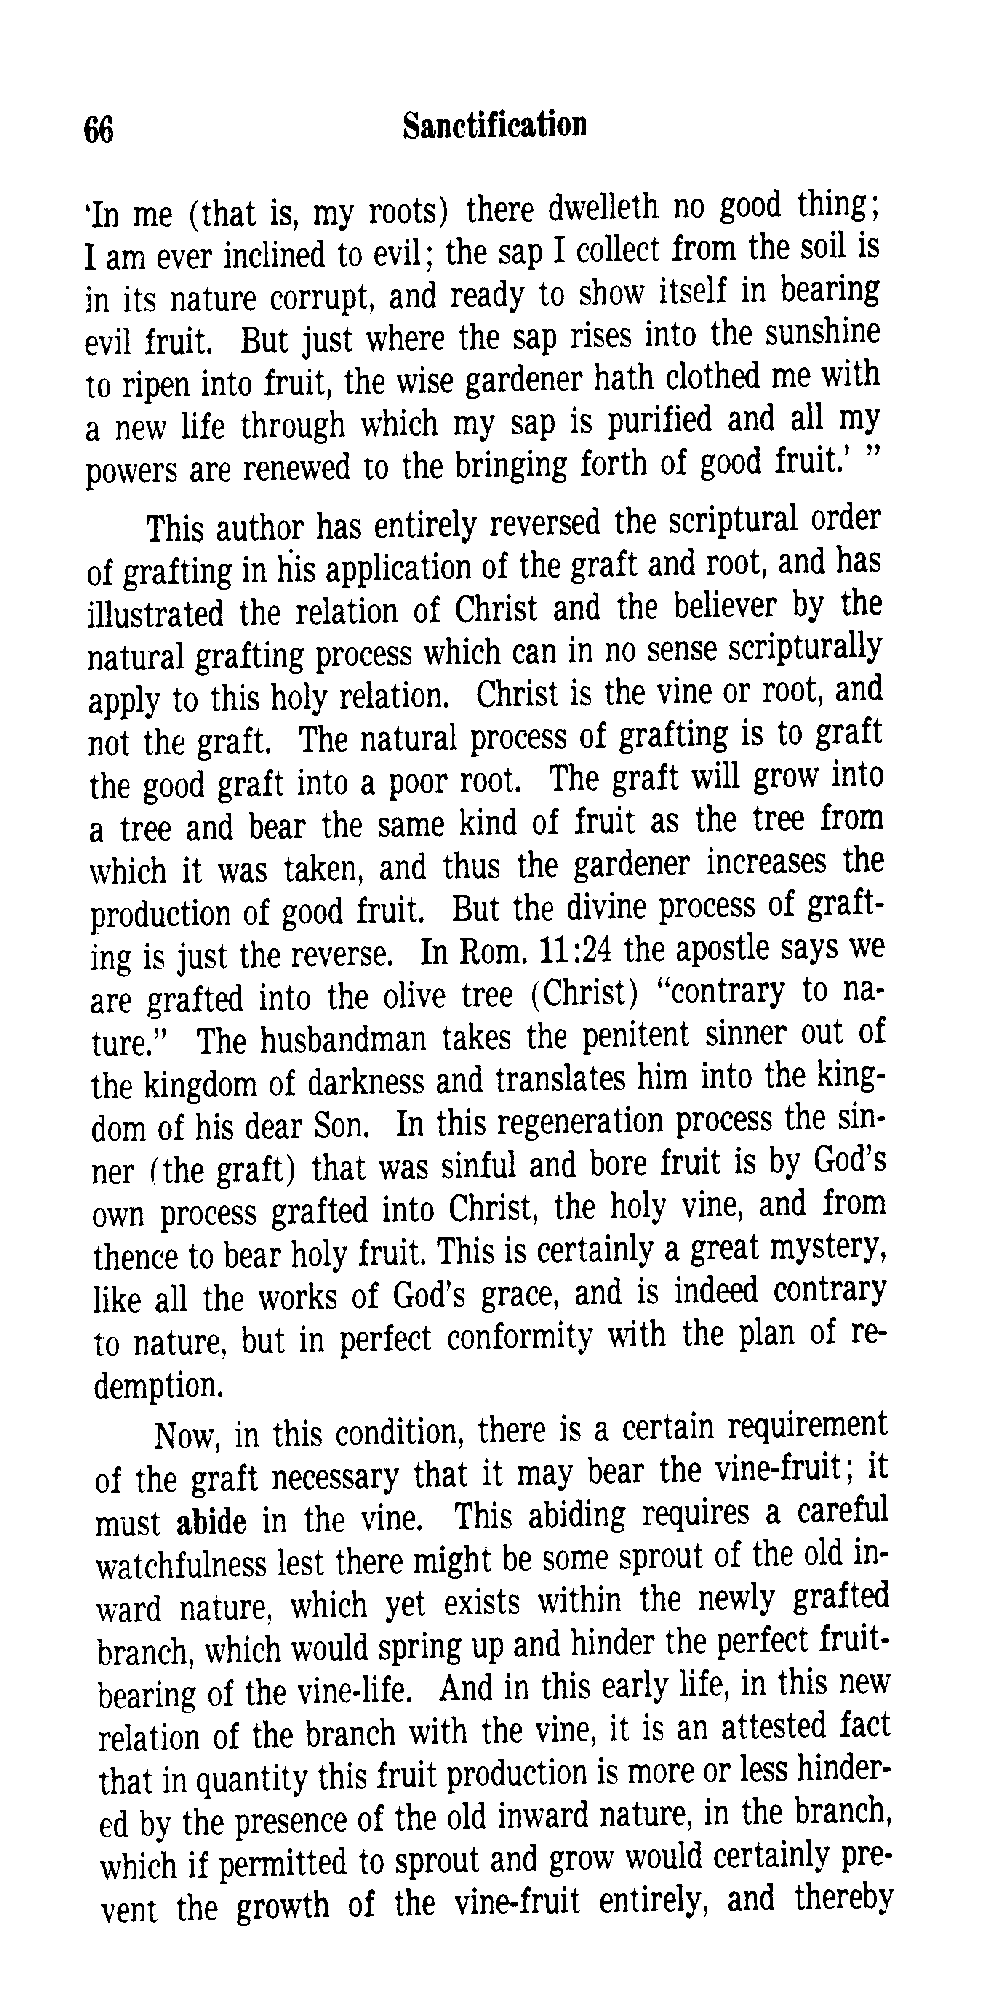 66 Sanctification
‘In me (that is, my roots) there dwelleth no good thing;
I am ever inclined to evil; the sap I collect from the soil is
in its nature corrupt, and ready to show itself in bearing
evil fruit. But just where the sap rises into the sunshine
to ripen into fruit, the wise gardener hath clothed me with
a new life through which my sap is purified and all my
powers are renewed to the bringing forth of good fruit.’ ”
This author has entirely reversed the scriptural order
of grafting in his application of the graft and root, and has
illustrated the relation of Christ and the believer by the
natural grafting process which can in no sense scripturally
apply to this holy relation. Christ is the vine or root, and
not the graft. The natural process of grafting is to graft
the good graft into a poor root. The graft will grow into
a tree and bear the same kind of fruit as the tree from
which it was taken, and thus the gardener increases the
production of good fruit. But the divine process of graft-
ing is just the reverse. In Rom. 11:24 the apostle says we
are grafted into the olive tree (Christ) “contrary to na-
ture.” The husbandman takes the penitent sinner out of
the kingdom of darkness and translates him into the king-
dom of his dear Son. In this regeneration process the sin-
ner (the graft) that was sinful and bore fruit is by God’s
own process grafted into Christ, the holy vine, and from
thence to bear holy fruit. This is certainly a great mystery,
like all the works of God’s grace, and is indeed contrary
to nature, but in perfect conformity with the plan of re-
demption.
Now, in this condition, there is a certain requirement
of the graft necessary that it may bear the vine-fruit; it
must abide in the vine. This abiding requires a careful
watchfulness lest there might be some sprout of the old in-
ward nature, which yet exists within the newly grafted
branch, which would spring up and hinder the perfect fruit-
bearing of the vine-life. And in this early life, in this new
relation of the branch with the vine, it is an attested fact
that in quantity this fruit production is more or less hinder-
ed by the presence of the old inward nature, in the branch,
which if permitted to sprout and grow would certainly pre-
vent the growth of the vine-fruit entirely, and thereby